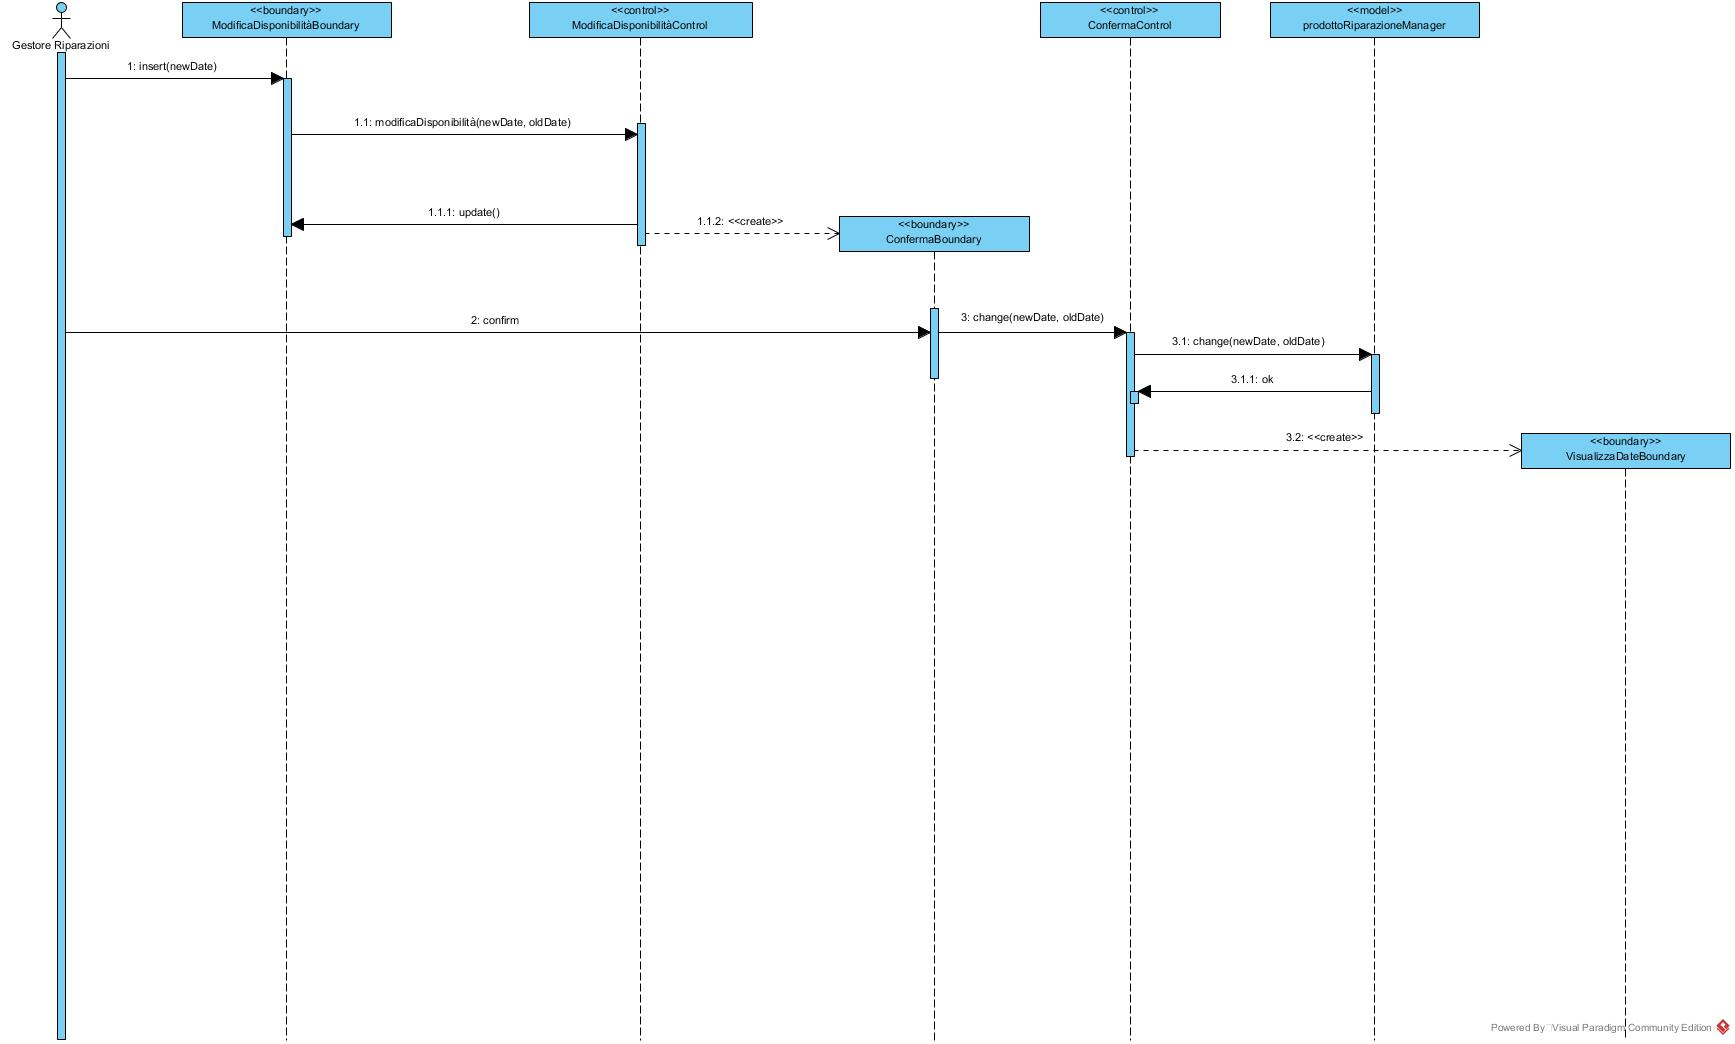 <<boundary>>
ModificaDisponibilitàBoundary
<<control>>
ModificaDisponibilitàControl
<<control>>
ConfermaControl
<<model>>
prodottoRiparazioneManager
Gestore Riparazioni
1: insert(newDate)
1.1: modificaDisponibilità(newDate, oldDate)
1.1.1: update()
1.1.2: <<create>>
<<boundary>>
ConfermaBoundary
2: confirm
3: change(newDate, oldDate)
3.1: change(newDate, oldDate)
3.1.1: ok
3.2: <<create>>
<<boundary>>
VisualizzaDateBoundary
Powered By Visual Paradigm Community Edition